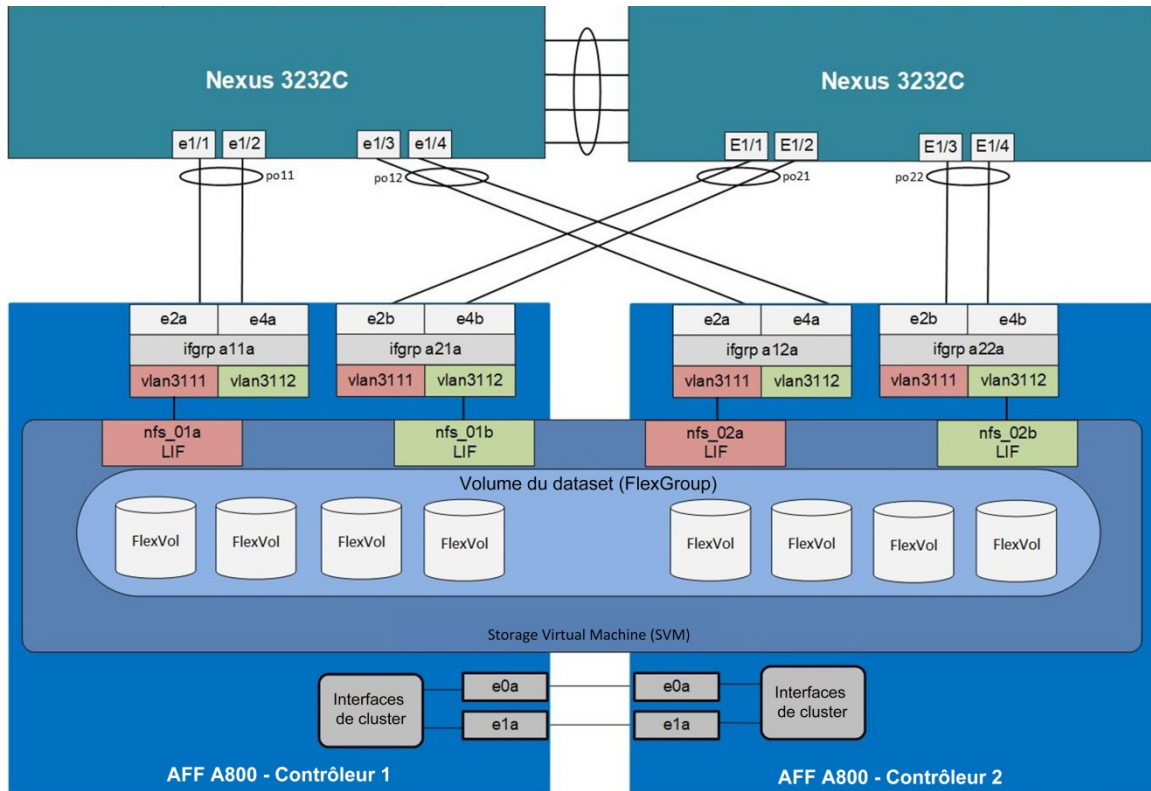 Nexus 3232C
Nexus 3232C
e1/1 e1/2 e1/3 e1/4
E1/1 E1/2 E1/3 E1/4
po11 po12 po21 po22
e2a e4a e2b e4b
e2a e4a e2b e4b
ifgrp a11a ifgrp a21a
ifgrp a12a ifgrp a22a
vlan3111 vlan3112 vlan3111 vlan3112
vlan3111 vlan3112 vlan3111 vlan3112
nfs_01a
LIF
nfs_01b
LIF
nfs_02a
LIF
nfs_02b
LIF
Volume du dataset (FlexGroup)
FlexVol FlexVol FlexVol FlexVol
FlexVol FlexVol FlexVol FlexVol
Storage Virtual Machine (SVM)
Interfaces
de cluster
e0a
e1a
e0a
e1a
Interfaces
de cluster
AFF A800 - Contrôleur 1
AFF A800 - Contrôleur 2